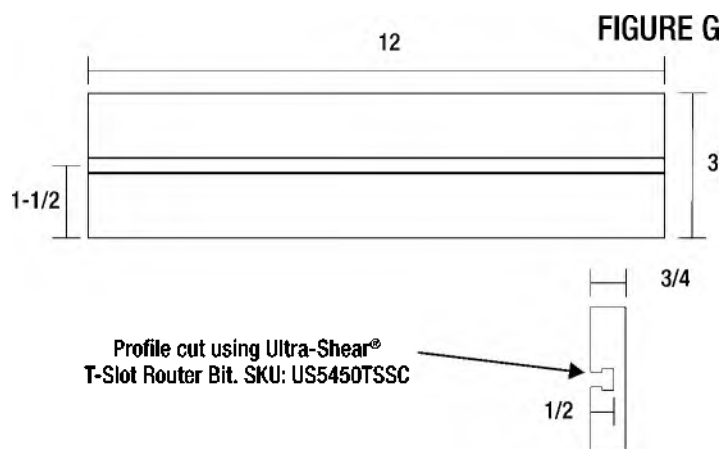 FIGURE G
12
3
1-1/2
3/4
Profile cut using Ultra-Shear®
T-Slot Router Bit. SKU: US5450TSSC
1/2